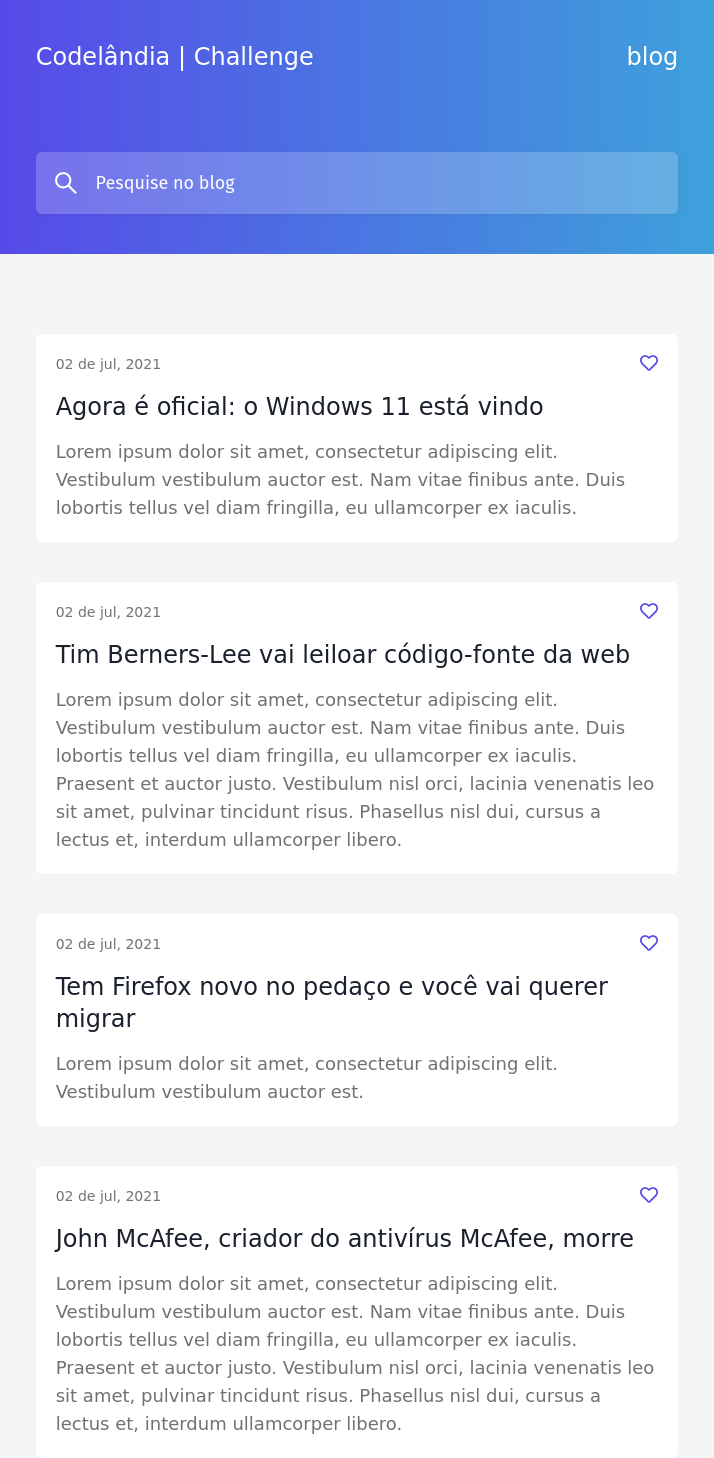 Codelândia | Challenge
blog
Pesquise no blog
02 de jul, 2021
Agora é oficial: o Windows 11 está vindo
Lorem ipsum dolor sit amet, consectetur adipiscing elit.
Vestibulum vestibulum auctor est. Nam vitae finibus ante. Duis
lobortis tellus vel diam fringilla, eu ullamcorper ex iaculis.
02 de jul, 2021
Tim Berners-Lee vai leiloar código-fonte da web
Lorem ipsum dolor sit amet, consectetur adipiscing elit.
Vestibulum vestibulum auctor est. Nam vitae finibus ante. Duis
lobortis tellus vel diam fringilla, eu ullamcorper ex iaculis.
Praesent et auctor justo. Vestibulum nisl orci, lacinia venenatis leo
sit amet, pulvinar tincidunt risus. Phasellus nisl dui, cursus a
lectus et, interdum ullamcorper libero.
02 de jul, 2021
Tem Firefox novo no pedaço e você vai querer
migrar
Lorem ipsum dolor sit amet, consectetur adipiscing elit.
Vestibulum vestibulum auctor est.
02 de jul, 2021
John McAfee, criador do antivírus McAfee, morre
Lorem ipsum dolor sit amet, consectetur adipiscing elit.
Vestibulum vestibulum auctor est. Nam vitae finibus ante. Duis
lobortis tellus vel diam fringilla, eu ullamcorper ex iaculis.
Praesent et auctor justo. Vestibulum nisl orci, lacinia venenatis leo
sit amet, pulvinar tincidunt risus. Phasellus nisl dui, cursus a
lectus et, interdum ullamcorper libero.